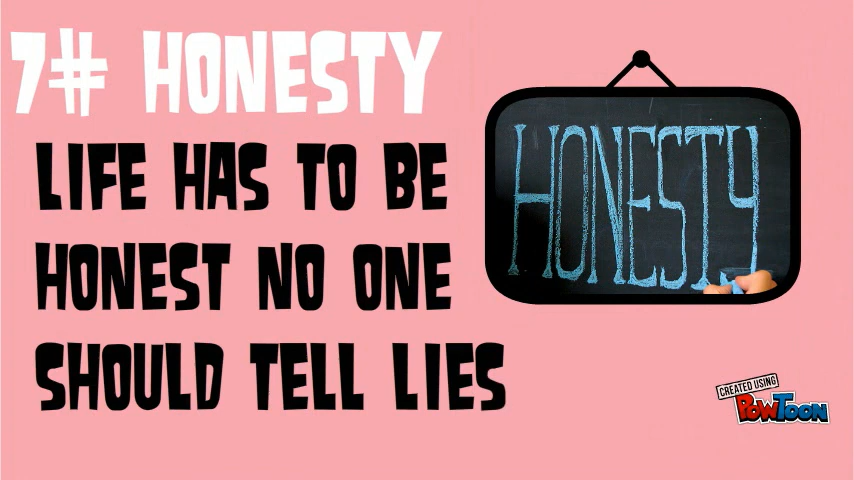 7# HONESTY
LIFE HAS TO BE
HONEST NO ONE
SHOULD TELL LIES
HONESTY
CREATED USING
POWTOON